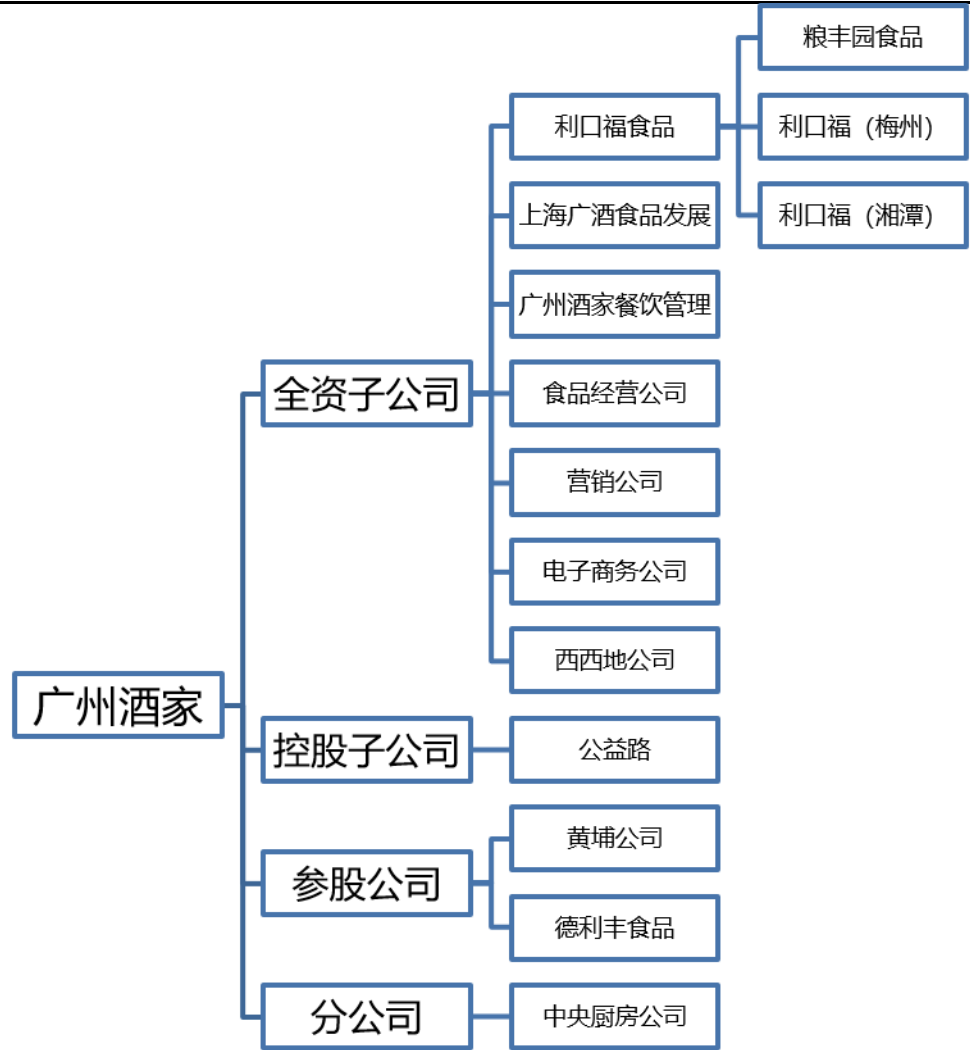 粮丰园食品
利口福食品
利口福（梅州）
上海广酒食品发展
利口福（湘潭）
广州酒家餐饮管理
全资子公司
食品经营公司
营销公司
电子商务公司
西西地公司
广州酒家
控股子公司
公益路
黄埔公司
参股公司
德利丰食品
分公司
中央厨房公司